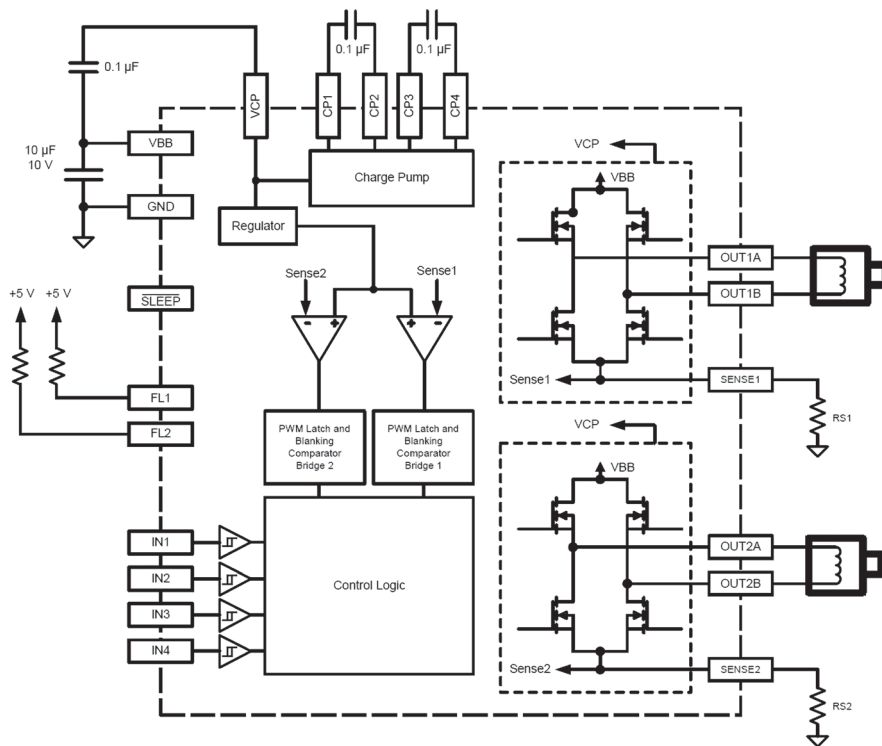 0.1 µF
0.1 µF
0.1 µF
VCP
CP1
CP2
CP3
CP4
VBB
10 µF
10 V
GND
Charge Pump
Regulator
VCP
VBB
Sense2
Sense1
OUT1A
OUT1B
+5 V
+5 V
SLEEP
- +
+ -
Sense1
SENSE1
RS1
FL1
FL2
PWM Latch and
Blanking
Comparator
Bridge 2
PWM Latch and
Blanking
Comparator
Bridge 1
VCP
VBB
IN1
IN2
IN3
IN4
Control Logic
OUT2A
OUT2B
Sense2
SENSE2
RS2